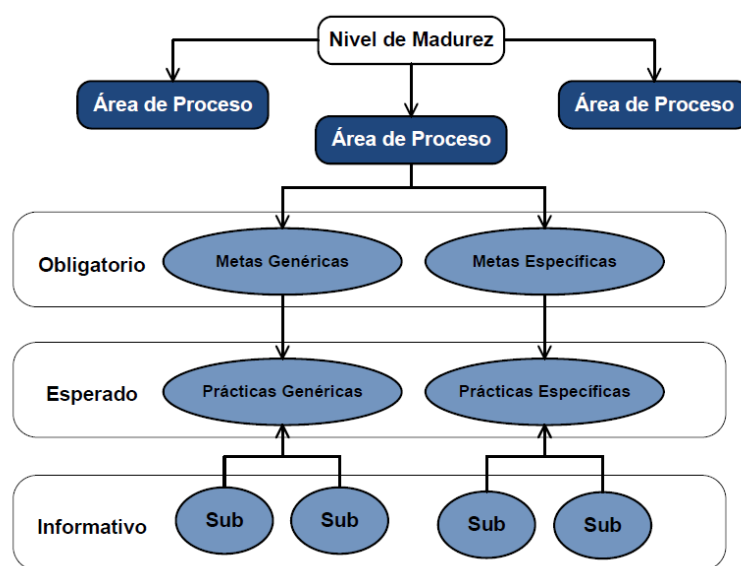 Nivel de Madurez
Área de Proceso
Área de Proceso
Área de Proceso
Obligatorio
Metas Genéricas
Metas Específicas
Esperado
Prácticas Genéricas
Prácticas Específicas
Informativo
Sub
Sub
Sub
Sub